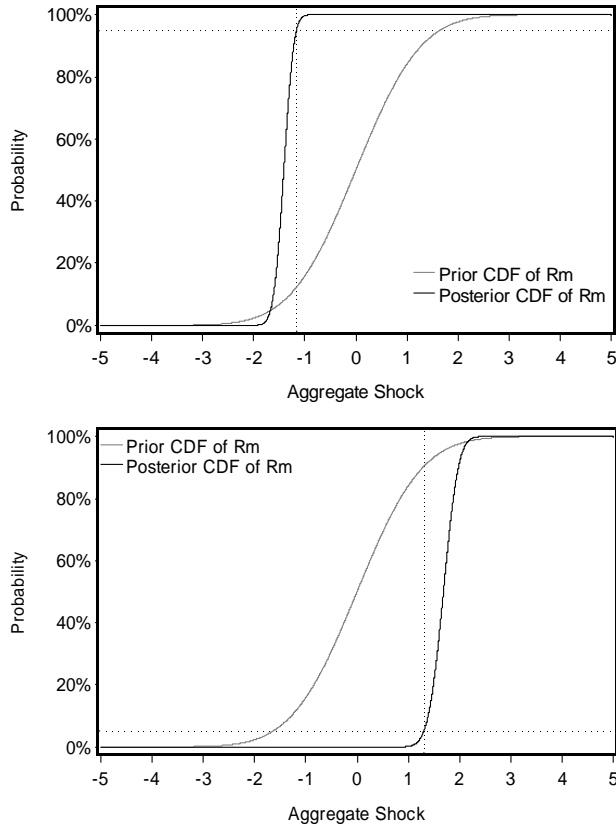 100%
80%
60%
40%
20%
0%
Probability
Prior CDF of Rm
Posterior CDF of Rm
-5 -4 -3 -2 -1 0 1 2 3 4 5
Aggregate Shock
Prior CDF of Rm
Posterior CDF of Rm
100%
80%
60%
40%
20%
0%
Probability
-5 -4 -3 -2 -1 0 1 2 3 4 5
Aggregate Shock